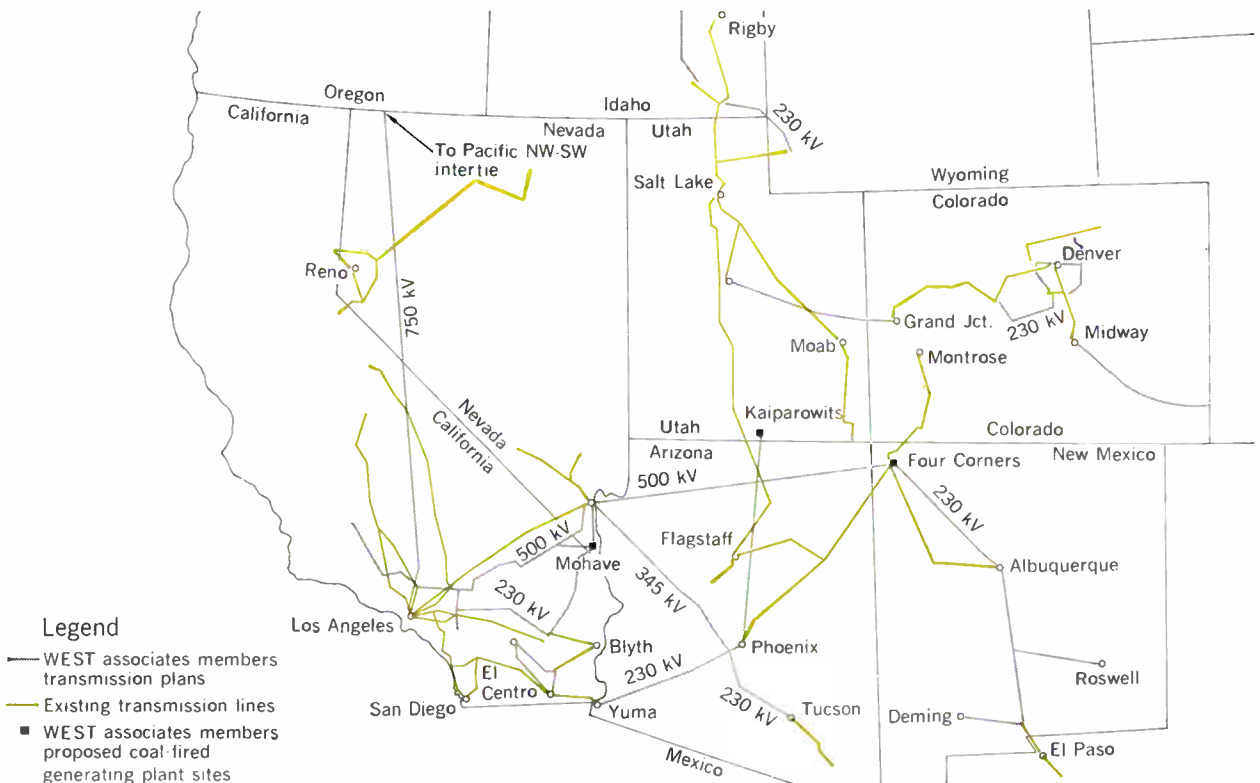 Rigby
Oregon
California
Idaho
Nevada
Utah
230 kV
To Pacific NW-SW
intertie
Salt Lake
Wyoming
Colorado
Reno
Denver
750 kV
Grand Jct.
230 kV
Midway
Moab
Montrose
Nevada
California
Kaiparowits
Utah
Arizona
Colorado
New Mexico
500 kV
Four Corners
230 kV
500 kV
Mohave
Flagstaff
345 kV
Albuquerque
230 kV
Los Angeles
Blyth
Phoenix
230 kV
El
Centro
San Diego
Yuma
230 kV
Tucson
Roswell
Deming
El Paso
Mexico
Legend
WEST associates members
transmission plans
Existing transmission lines
WEST associates members
proposed coal-fired
generating plant sites